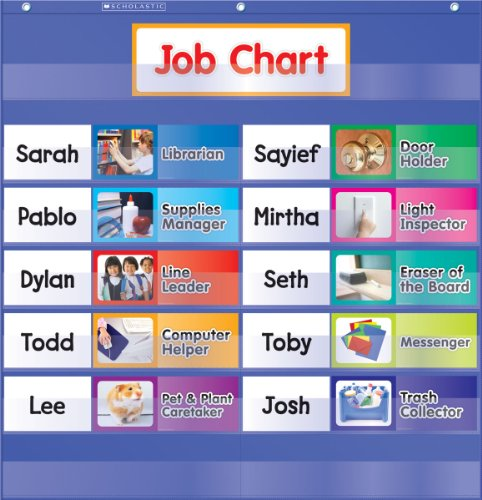 SCHOLASTIC
Job Chart
Sarah
Librarian
Sayief
Door
Holder
Pablo
Supplies
Manager
Mirtha
Light
Inspector
Dylan
Line
Leader
Seth
Eraser of
the Board
Todd
Computer
Helper
Toby
Messenger
Lee
Pet & Plant
Caretaker
Josh
Trash
Collector